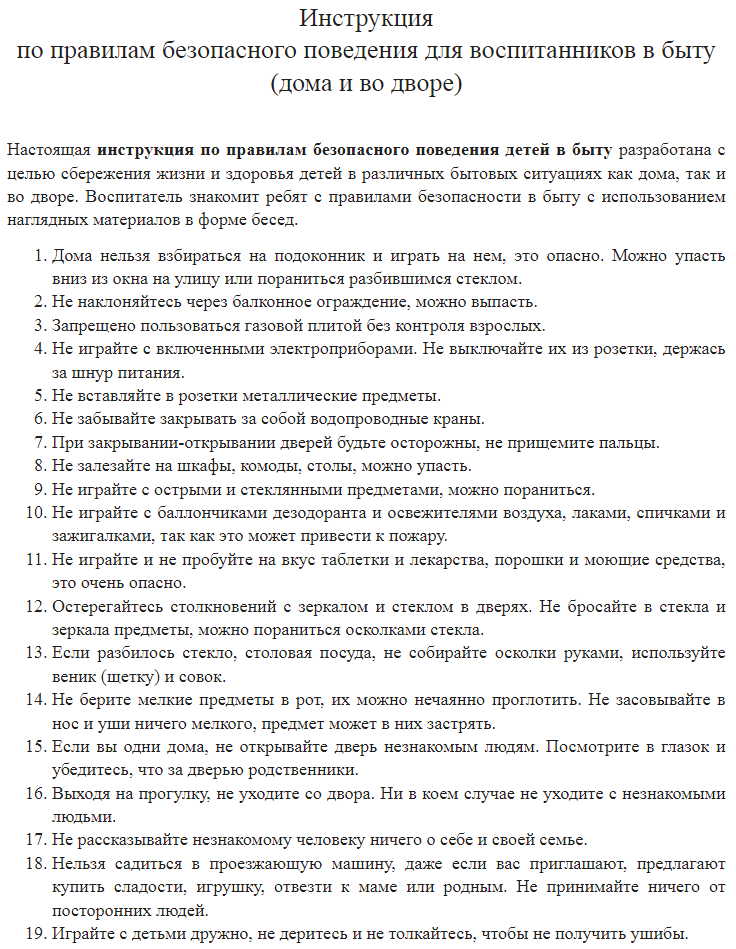 Инструкция
по правилам безопасного поведения для воспитанников в быту
(дома и во дворе)
Настоящая инструкция по правилам безопасного поведения детей в быту разработана с
целью сбережения жизни и здоровья детей в различных бытовых ситуациях как дома, так и
во дворе. Воспитатель знакомит ребят с правилами безопасности в быту с использованием
наглядных материалов в форме бесед.
1. Дома нельзя взбираться на подоконник и играть на нем, это опасно. Можно упасть
вниз из окна на улицу или пораниться разбившимся стеклом.
2. Не наклоняйтесь через балконное ограждение, можно выпасть.
3. Запрещено пользоваться газовой плитой без контроля взрослых.
4. Не играйте с включенными электроприборами. Не выключайте их из розетки, держась
за шнур питания.
5. Не вставляйте в розетки металлические предметы.
6. Не забывайте закрывать за собой водопроводные краны.
7. При закрывании-открывании дверей будьте осторожны, не прищемите пальцы.
8. Не залезайте на шкафы, комоды, столы, можно упасть.
9. Не играйте с острыми и стеклянными предметами, можно пораниться.
10. Не играйте с баллончиками дезодоранта и освежителями воздуха, лаками, спичками и
зажигалками, так как это может привести к пожару.
11. Не играйте и не пробуйте на вкус таблетки и лекарства, порошки и моющие средства,
это очень опасно.
12. Остерегайтесь столкновений с зеркалом и стеклом в дверях. Не бросайте в стекла и
зеркала предметы, можно пораниться осколками стекла.
13. Если разбилось стекло, столовая посуда, не собирайте осколки руками, используйте
веник (щетку) и совок.
14. Не берите мелкие предметы в рот, их можно нечаянно проглотить. Не засовывайте в
нос и уши ничего мелкого, предмет может в них застрять.
15. Если вы одни дома, не открывайте дверь незнакомым людям. Посмотрите в глазок и
убедитесь, что за дверью родственники.
16. Выходя на прогулку, не уходите со двора. Ни в коем случае не уходите с незнакомыми
людьми.
17. Не рассказывайте незнакомому человеку ничего о себе и своей семье.
18. Нельзя садиться в проезжающую машину, даже если вас приглашают, предлагают
купить сладости, игрушку, отвезти к маме или родным. Не принимайте ничего от
посторонних людей.
19. Играйте с детьми дружно, не деритесь и не толкайтесь, чтобы не получить ушибы.